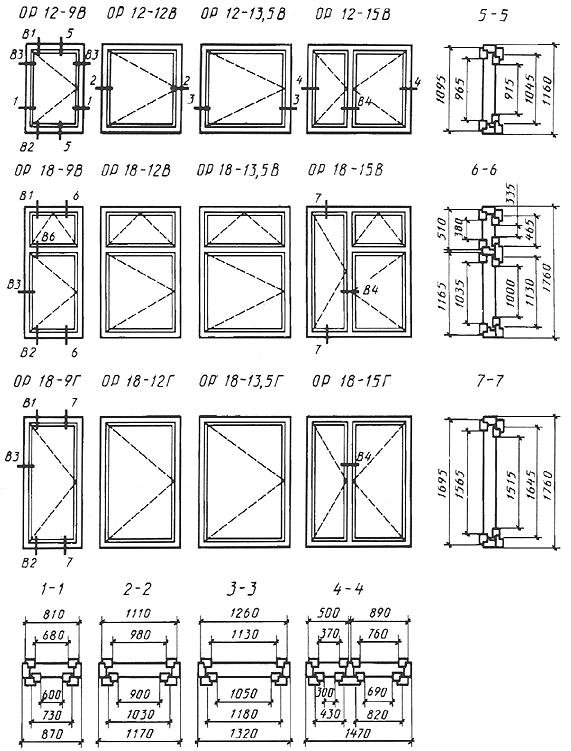 ОР 12-9В ОР 12-12В ОР 12-13,5В ОР 12-15В 5-5
В1 5
В3 В3
2 2 4 4
1 1 3 3 В4
В2 5
1095 965 915 1045 1160
ОР 18-9В ОР 18-12В ОР 18-13,5В ОР 18-15В 6-6
В1 6 7
В6
В3 В4
В2 6 7
335
510 380 465
1165 1035 1000 1130 1760
ОР 18-9Г ОР 18-12Г ОР 18-13,5Г ОР 18-15Г 7-7
В1 7
В3 В4
В2 7
1695 1565 1515 1645 1760
1-1 2-2 3-3 4-4
810 1110 1260 500 890
680 980 1130 370 760
600 900 1050 300 690
730 1030 1180 430 820
870 1170 1320 1470